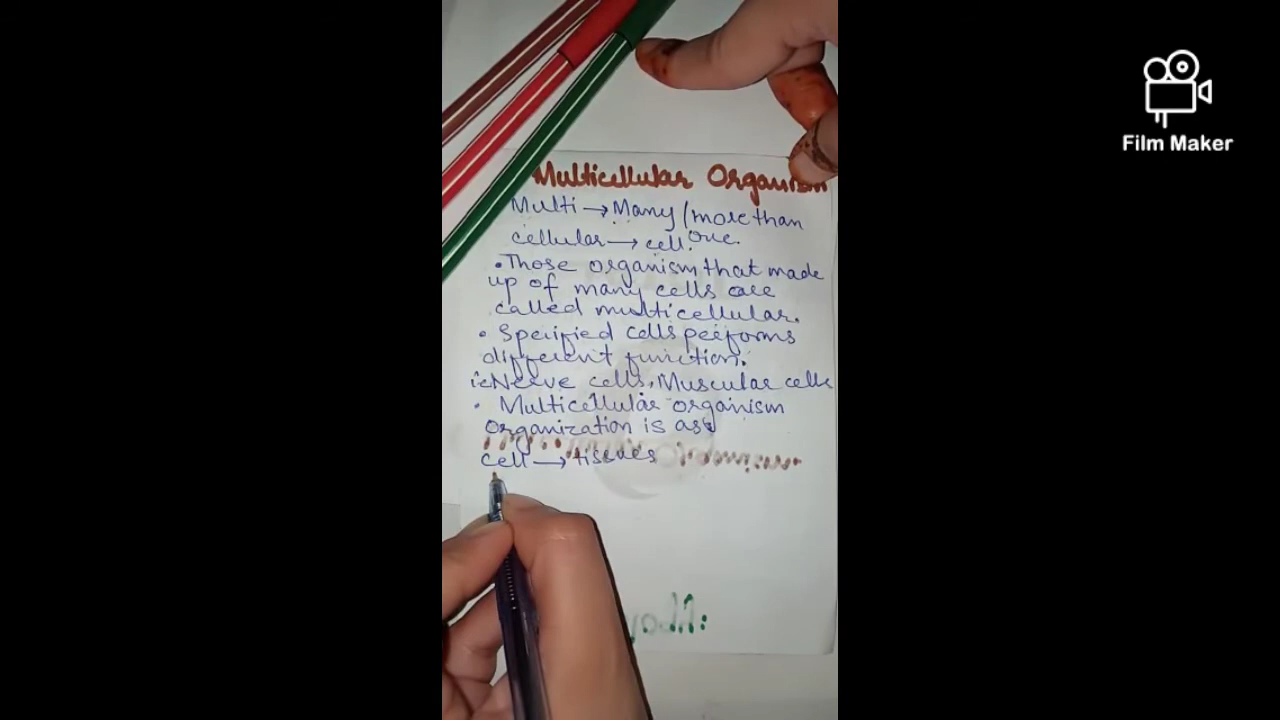 Multicellular Organism
Multi → Many / more than
cellular → cell. One.
• Those organism that made
up of many cells are
called multicellular.
• Specified cells performs
different function.
ie Nerve cells, Muscular cells
• Multicellular organism
organization is as;
cell → tissues
Film Maker